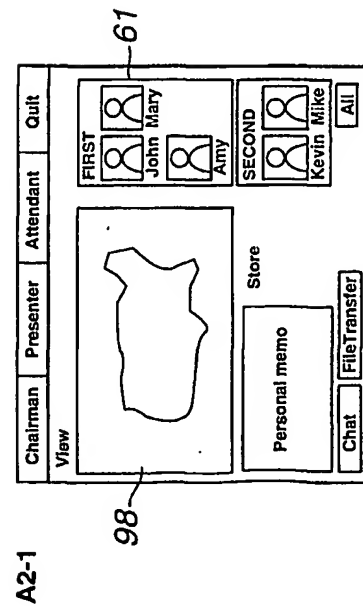 A2-1
Chairman Presenter Attendant Quit
View
98
61
FIRST
John Mary
Amy
SECOND
Kevin Mike
All
Store
Personal memo
Chat FileTransfer